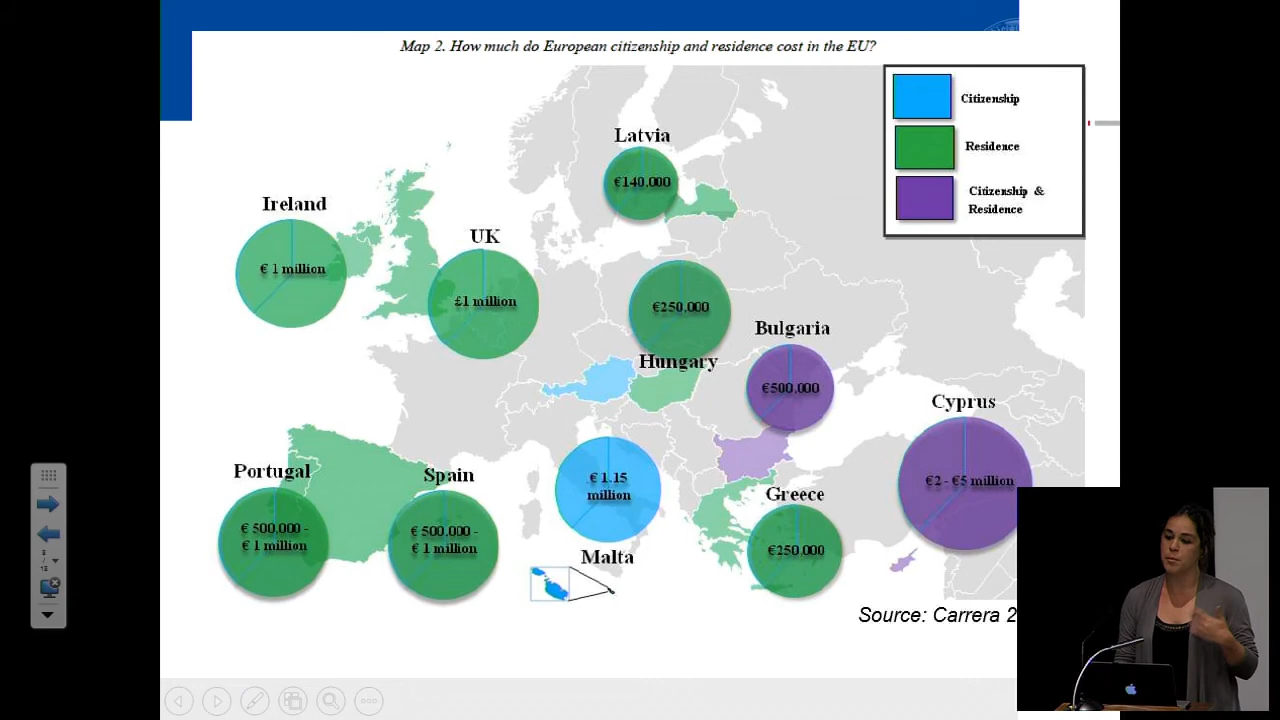 Map 2. How much do European citizenship and residence cost in the EU?
Citizenship
Residence
Citizenship &
Residence
Latvia
€140.000
Ireland
€ 1 million
UK
£1 million
€250.000
Hungary
Bulgaria
€500.000
Cyprus
€2 - €5 million
Portugal
€ 500.000 -
€ 1 million
Spain
€ 500.000 -
€ 1 million
€ 1.15
million
Malta
Greece
€250.000
Source: Carrera 2